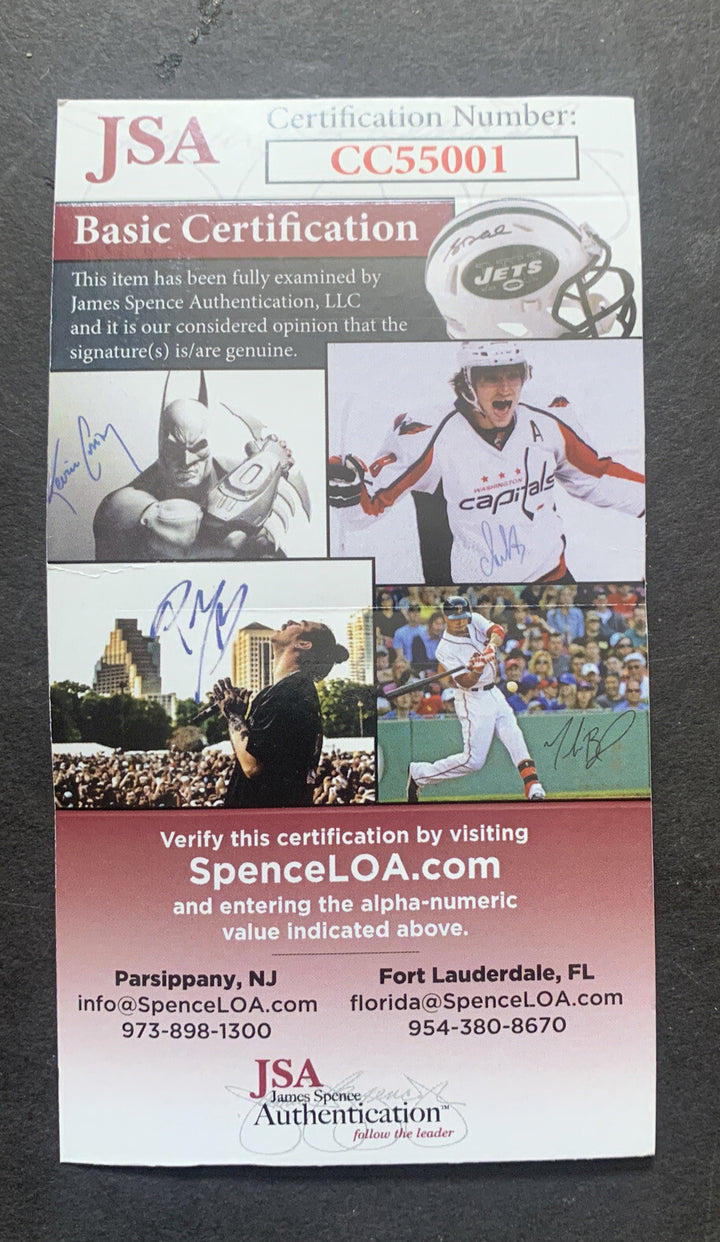 JSA
Certification Number:
CC55001
Basic Certification
This item has been fully examined by
James Spence Authentication, LLC
and it is our considered opinion that the
signature(s) is/are genuine.
JETS
Kevin Conroy
A
WASHINGTON
capitals
Verify this certification by visiting
SpenceLOA.com
and entering the alpha-numeric
value indicated above.
Parsippany, NJ
info@SpenceLOA.com
973-898-1300
Fort Lauderdale, FL
florida@SpenceLOA.com
954-380-8670
JSA
James Spence
Authentication™
follow the leader